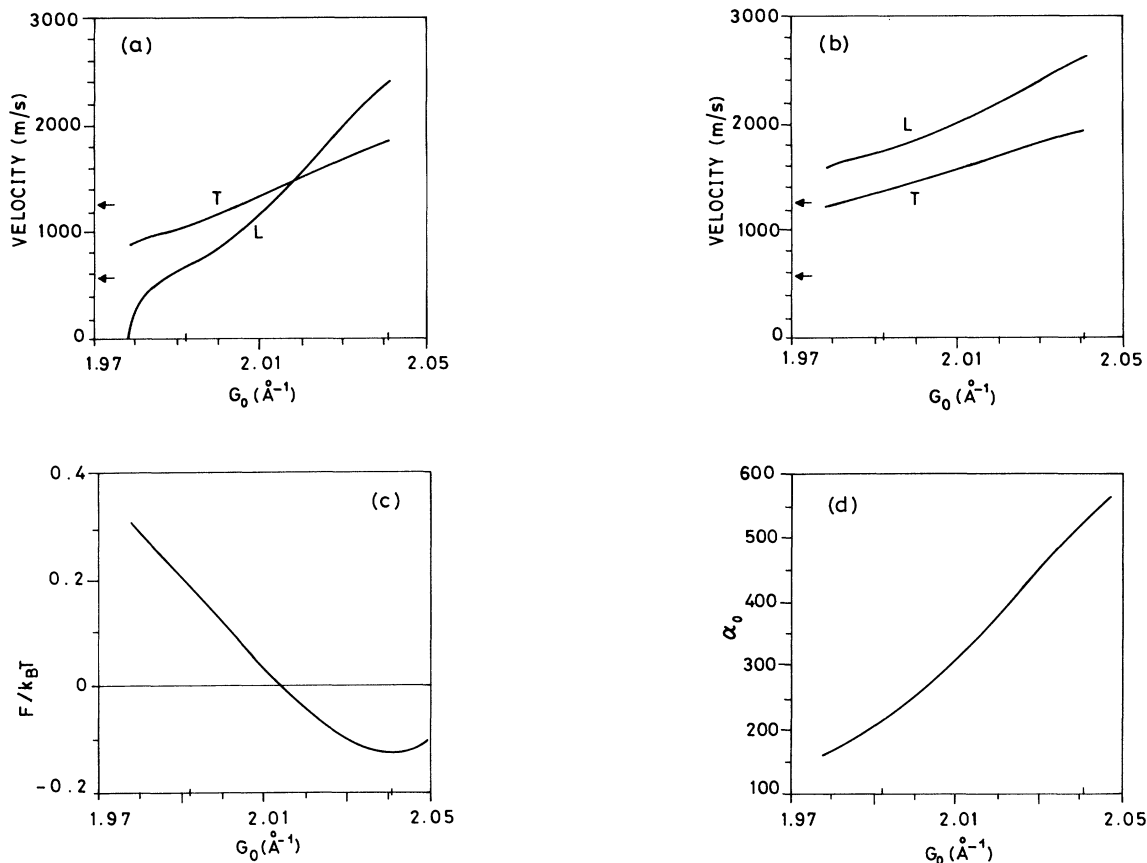 (a)
3000
2000
1000
0
VELOCITY (m/s)
T
L
1.97
2.01
2.05
G₀ (Å⁻¹)
(b)
3000
2000
1000
0
VELOCITY (m/s)
L
T
1.97
2.01
2.05
G₀ (Å⁻¹)
(c)
0.4
0.2
0
-0.2
F/k_BT
1.97
2.01
2.05
G₀ (Å⁻¹)
(d)
600
500
400
300
200
100
α₀
1.97
2.01
2.05
G₀ (Å⁻¹)